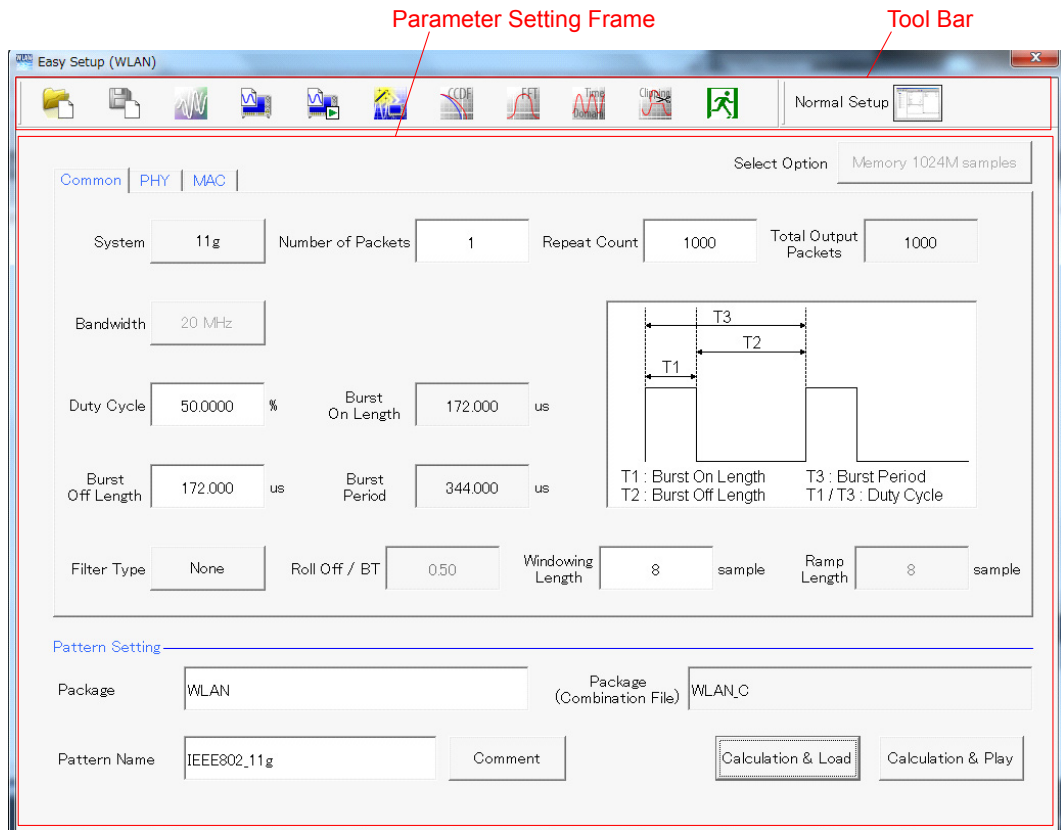 Parameter Setting Frame
Tool Bar
WLAN
Easy Setup (WLAN)
CCDF
FFT
Time Domain
Clipping
Normal Setup
Select Option
Memory 1024M samples
Common
PHY
MAC
System
11g
Number of Packets
1
Repeat Count
1000
Total Output
Packets
1000
Bandwidth
20 MHz
T3
T2
T1
Duty Cycle
50.0000
%
Burst
On Length
172.000
us
Burst
Off Length
172.000
us
Burst
Period
344.000
us
T1 : Burst On Length
T3 : Burst Period
T2 : Burst Off Length
T1 / T3 : Duty Cycle
Filter Type
None
Roll Off / BT
0.50
Windowing
Length
8
sample
Ramp
Length
8
sample
Pattern Setting
Package
WLAN
Package
(Combination File)
WLAN_C
Pattern Name
IEEE802_11g
Comment
Calculation & Load
Calculation & Play